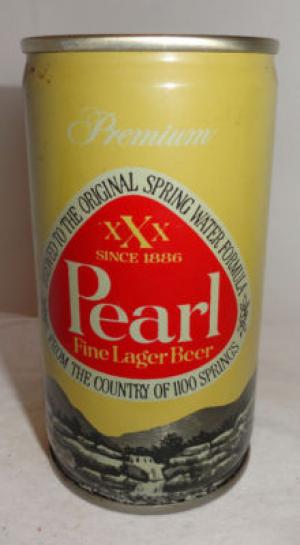 Premium
BREWED TO THE ORIGINAL SPRING WATER FORMULA
XXX
SINCE 1886
Pearl
Fine Lager Beer
FROM THE COUNTRY OF 1100 SPRINGS